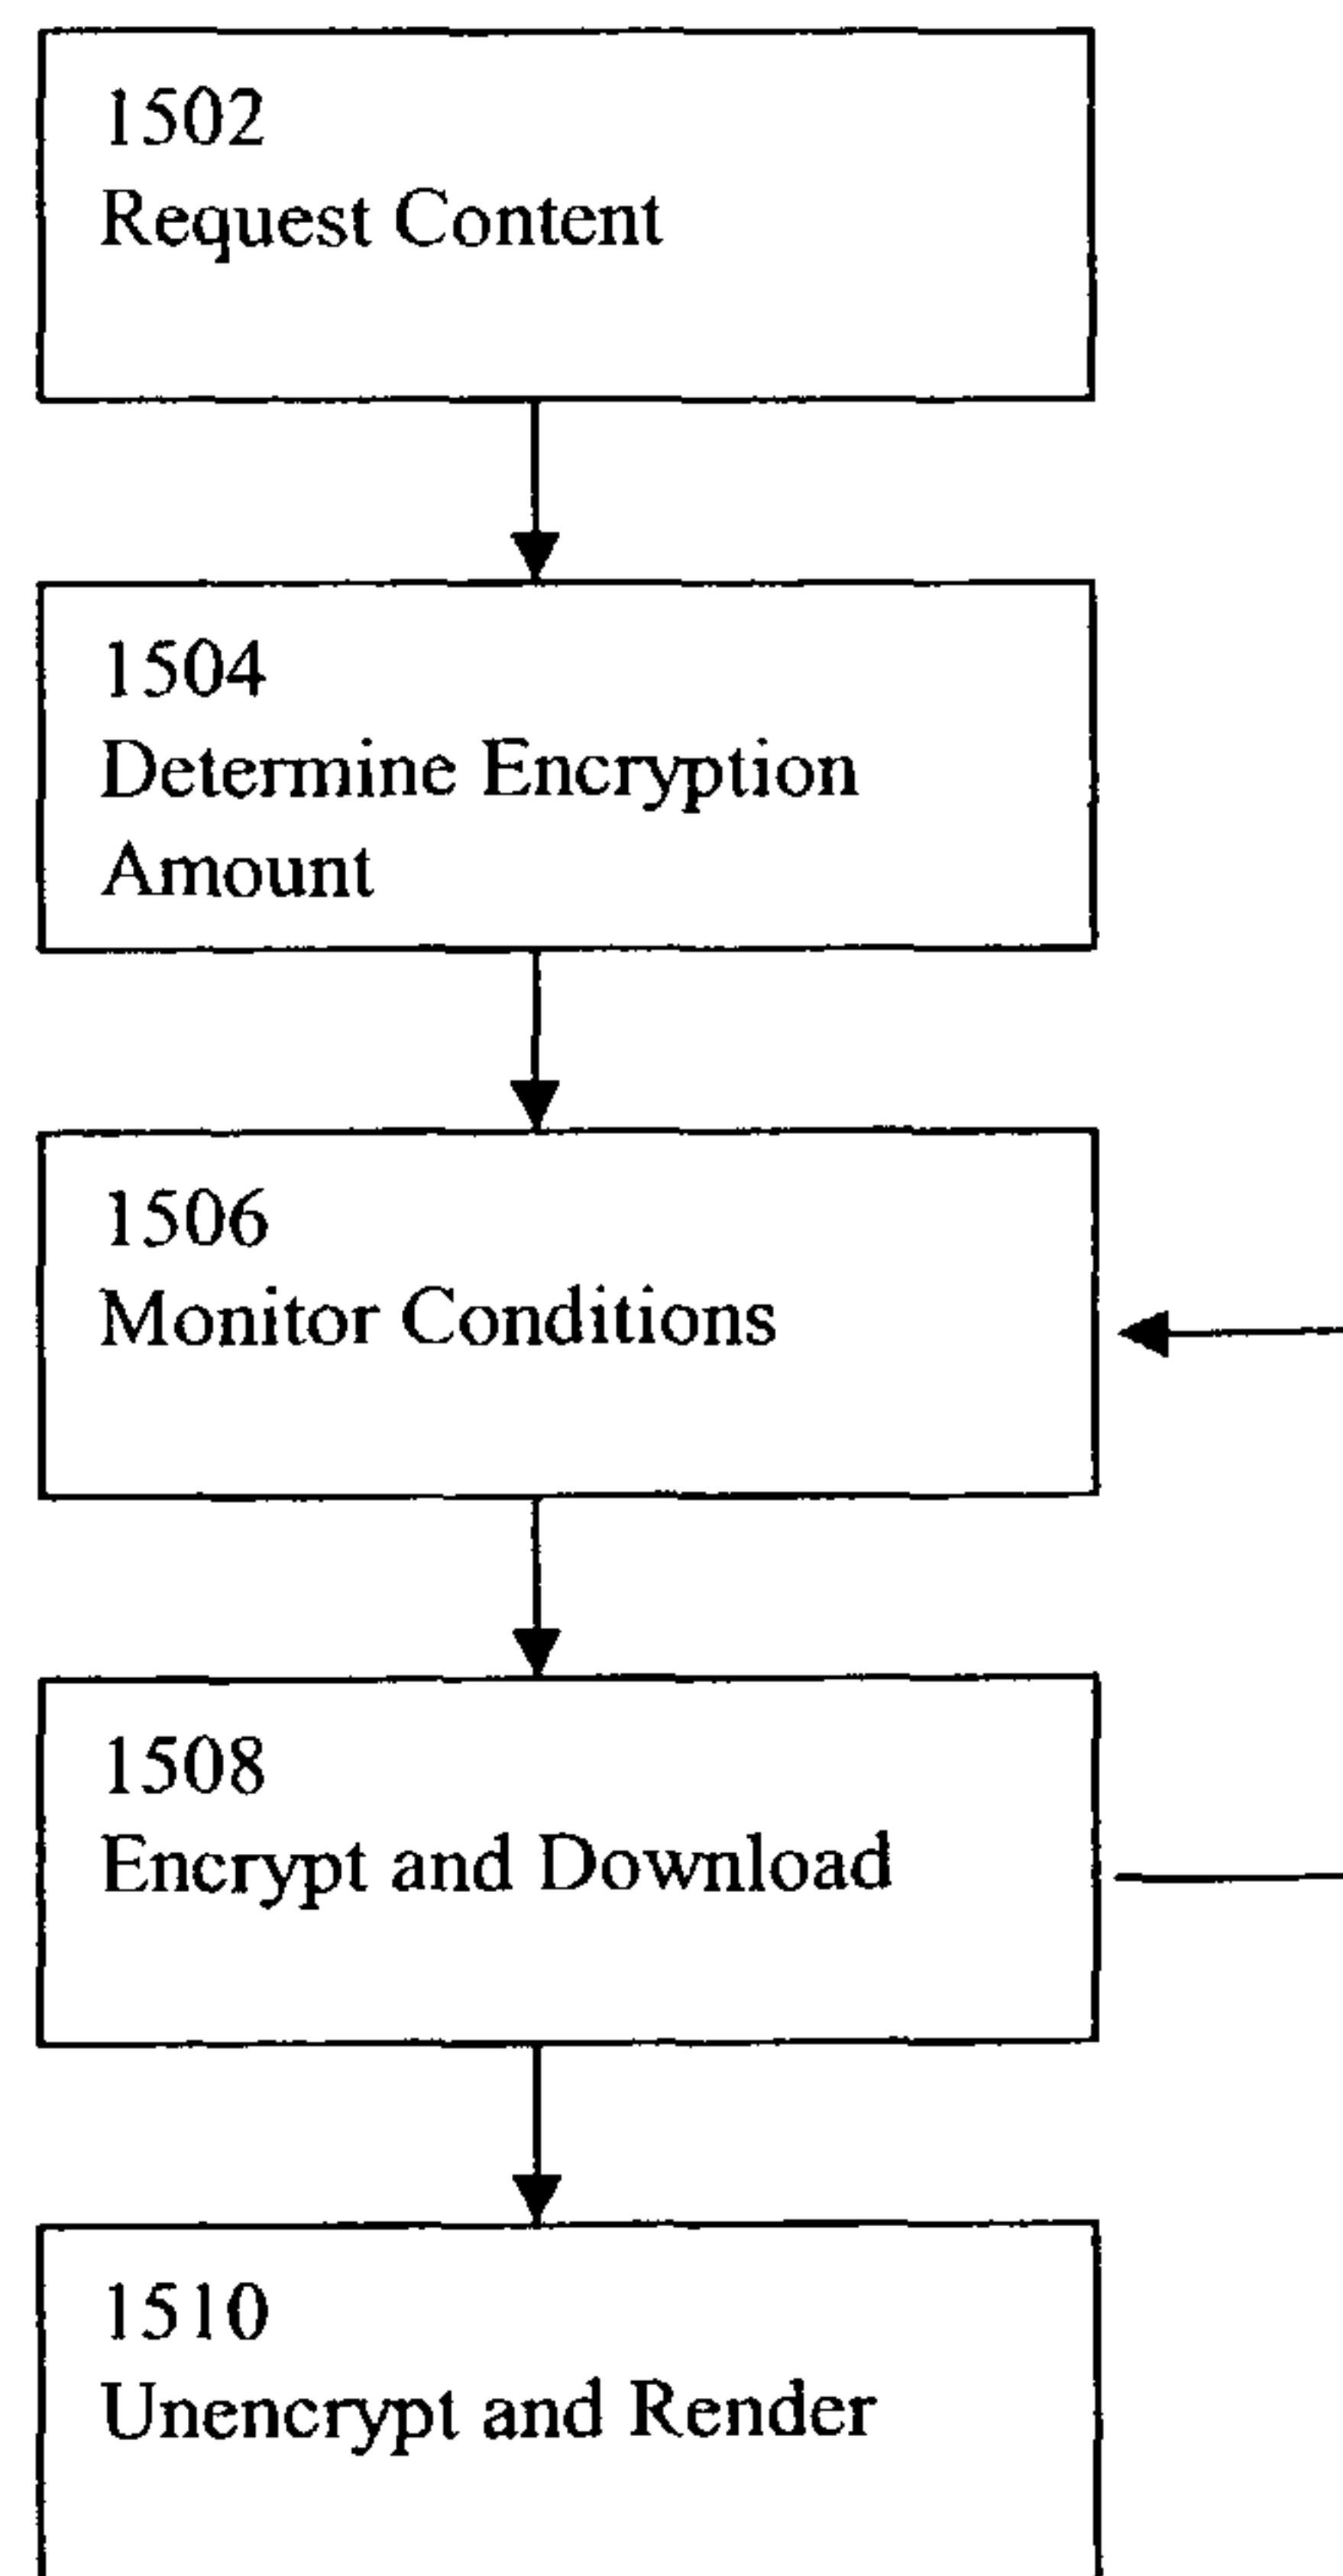 1502
Request Content
1504
Determine Encryption
Amount
1506
Monitor Conditions
1508
Encrypt and Download
1510
Unencrypt and Render